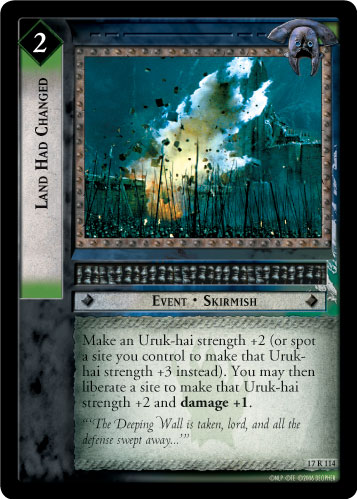 2
LAND HAD CHANGED
EVENT • SKIRMISH
Make an Uruk-hai strength +2 (or spot
a site you control to make that Uruk-
hai strength +3 instead). You may then
liberate a site to make that Uruk-hai
strength +2 and damage +1.
“‘The Deeping Wall is taken, lord, and all the
defense swept away...’”
17 R 114